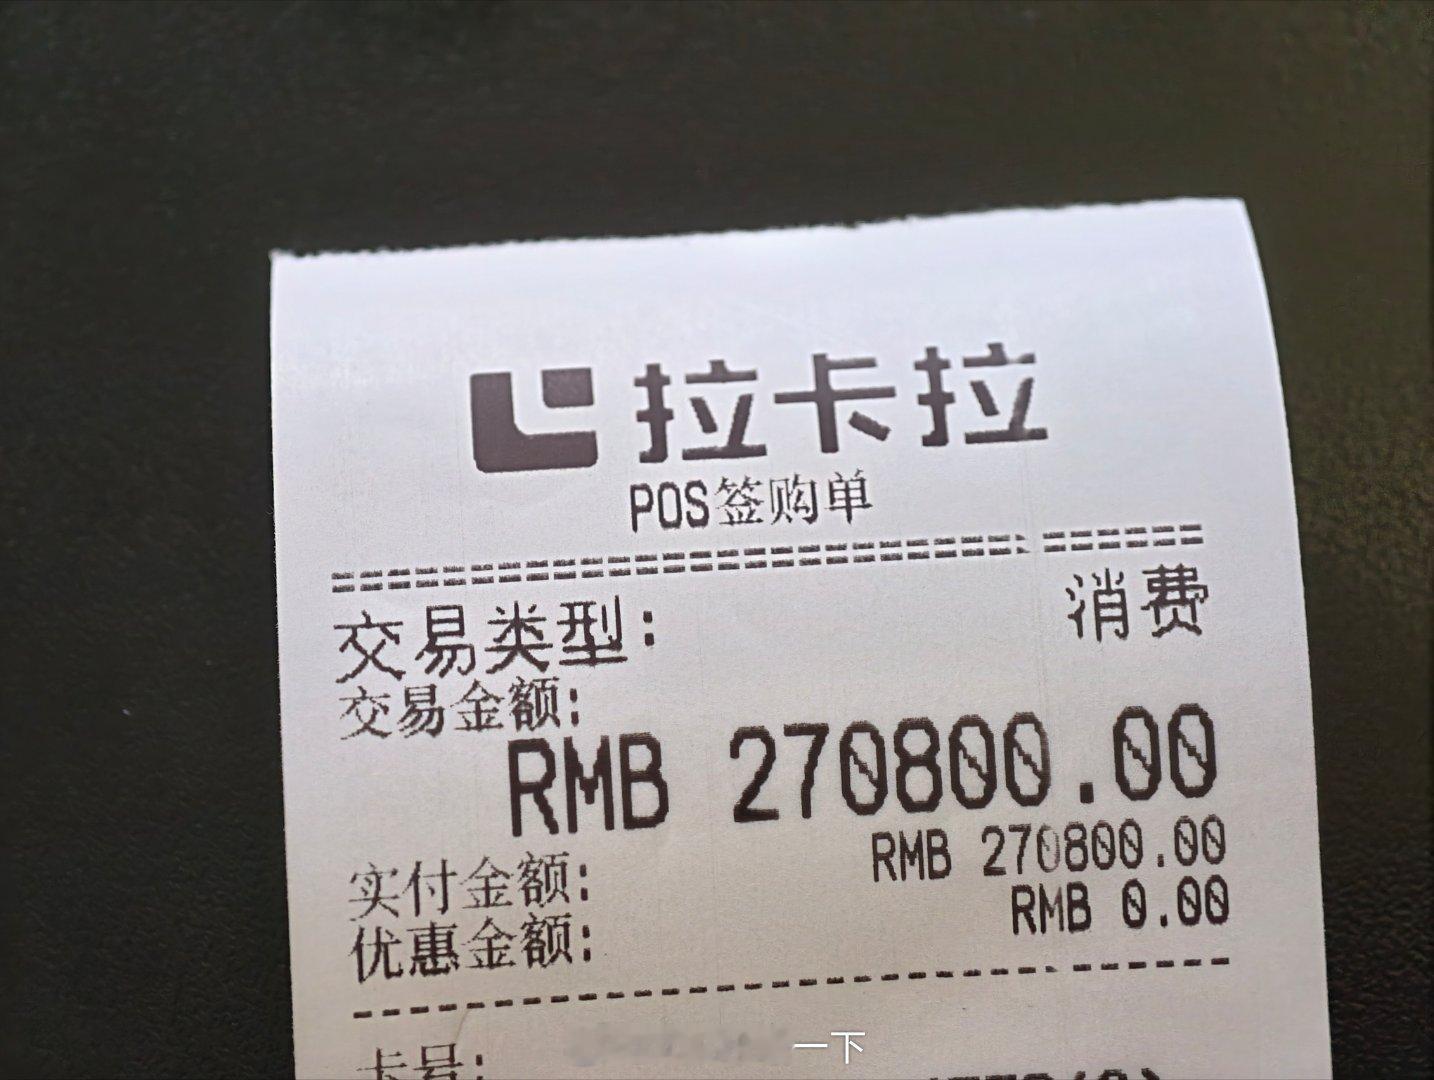 拉卡拉
POS签购单
交易类型: 消费
交易金额:
RMB 270800.00
实付金额: RMB 270800.00
优惠金额: RMB 0.00
卡号:
一下